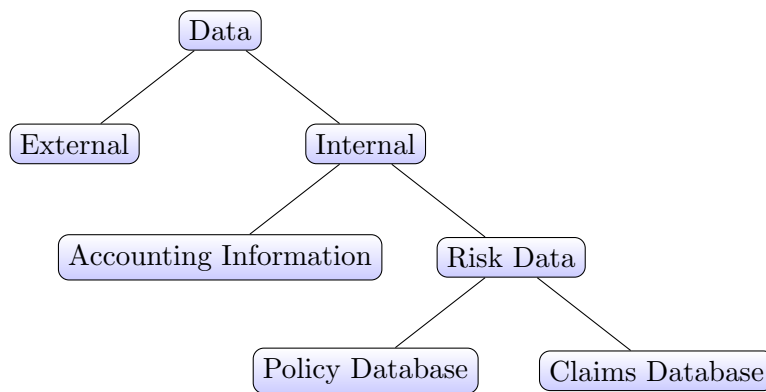 Data
External
Internal
Accounting Information
Risk Data
Policy Database
Claims Database